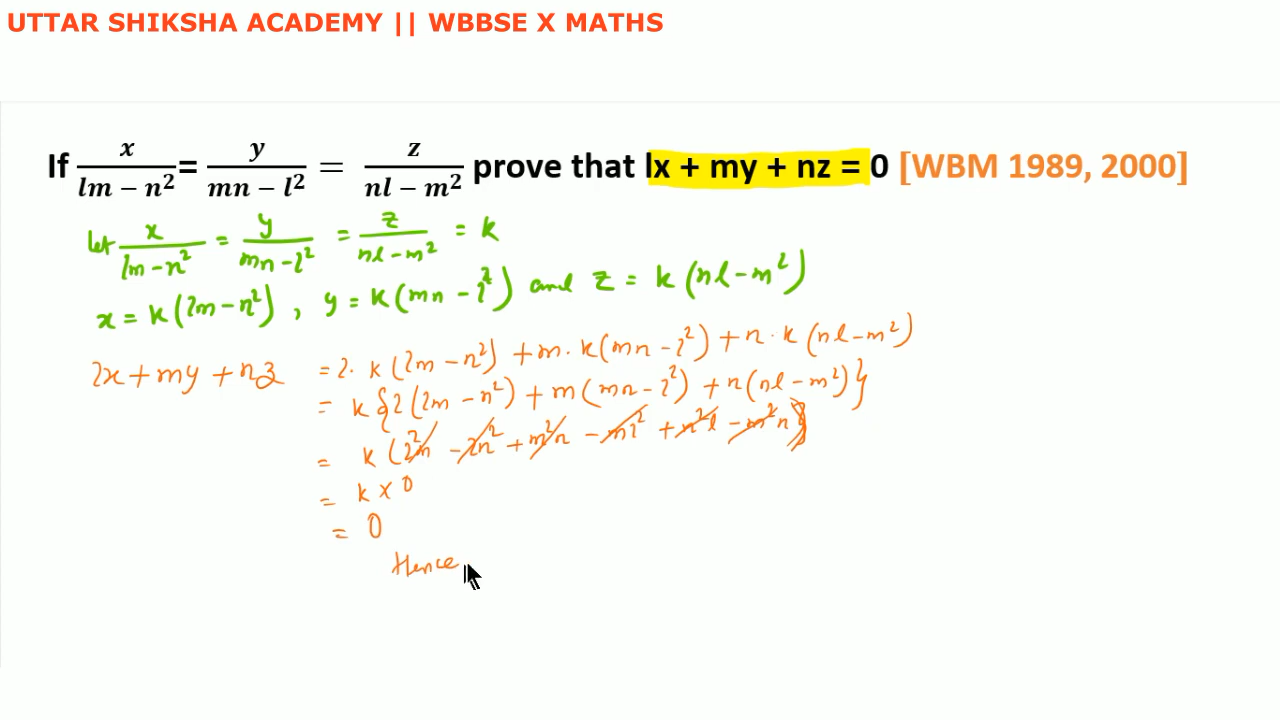 UTTAR SHIKSHA ACADEMY || WBBSE X MATHS
If x/(lm − n²) = y/(mn − l²) = z/(nl − m²) prove that lx + my + nz = 0 [WBM 1989, 2000]
let x/(lm − n²) = y/(mn − l²) = z/(nl − m²) = k
x = k(lm − n²), y = k(mn − l²) and z = k(nl − m²)
lx + my + nz = l·k(lm − n²) + m·k(mn − l²) + n·k(nl − m²)
= k{l(lm − n²) + m(mn − l²) + n(nl − m²)}
= k(l²m − ln² + m²n − ml² + n²l − m²n)
= k × 0
= 0
Hence